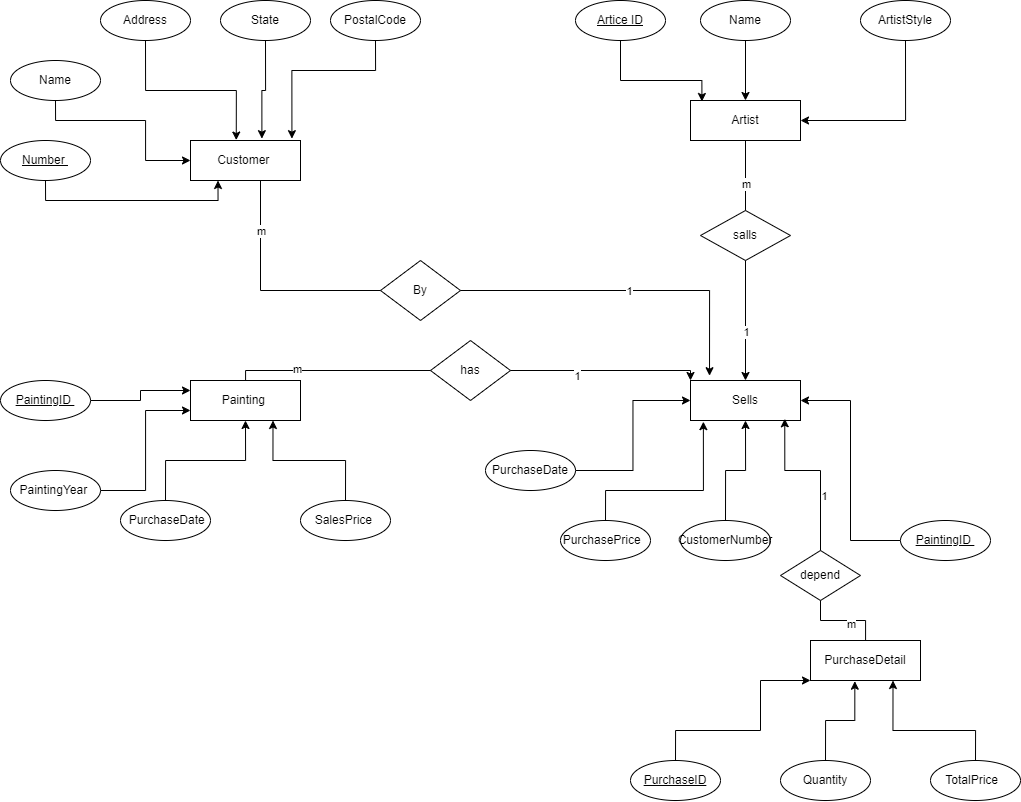 Address
State
PostalCode
Artice ID
Name
ArtistStyle
Name
Artist
Number
Customer
m
m
salls
By
1
1
has
m
1
PaintingID
Painting
Sells
PurchaseDate
PaintingYear
1
PurchaseDate
SalesPrice
PurchasePrice
CustomerNumber
PaintingID
depend
m
PurchaseDetail
PurchaseID
Quantity
TotalPrice